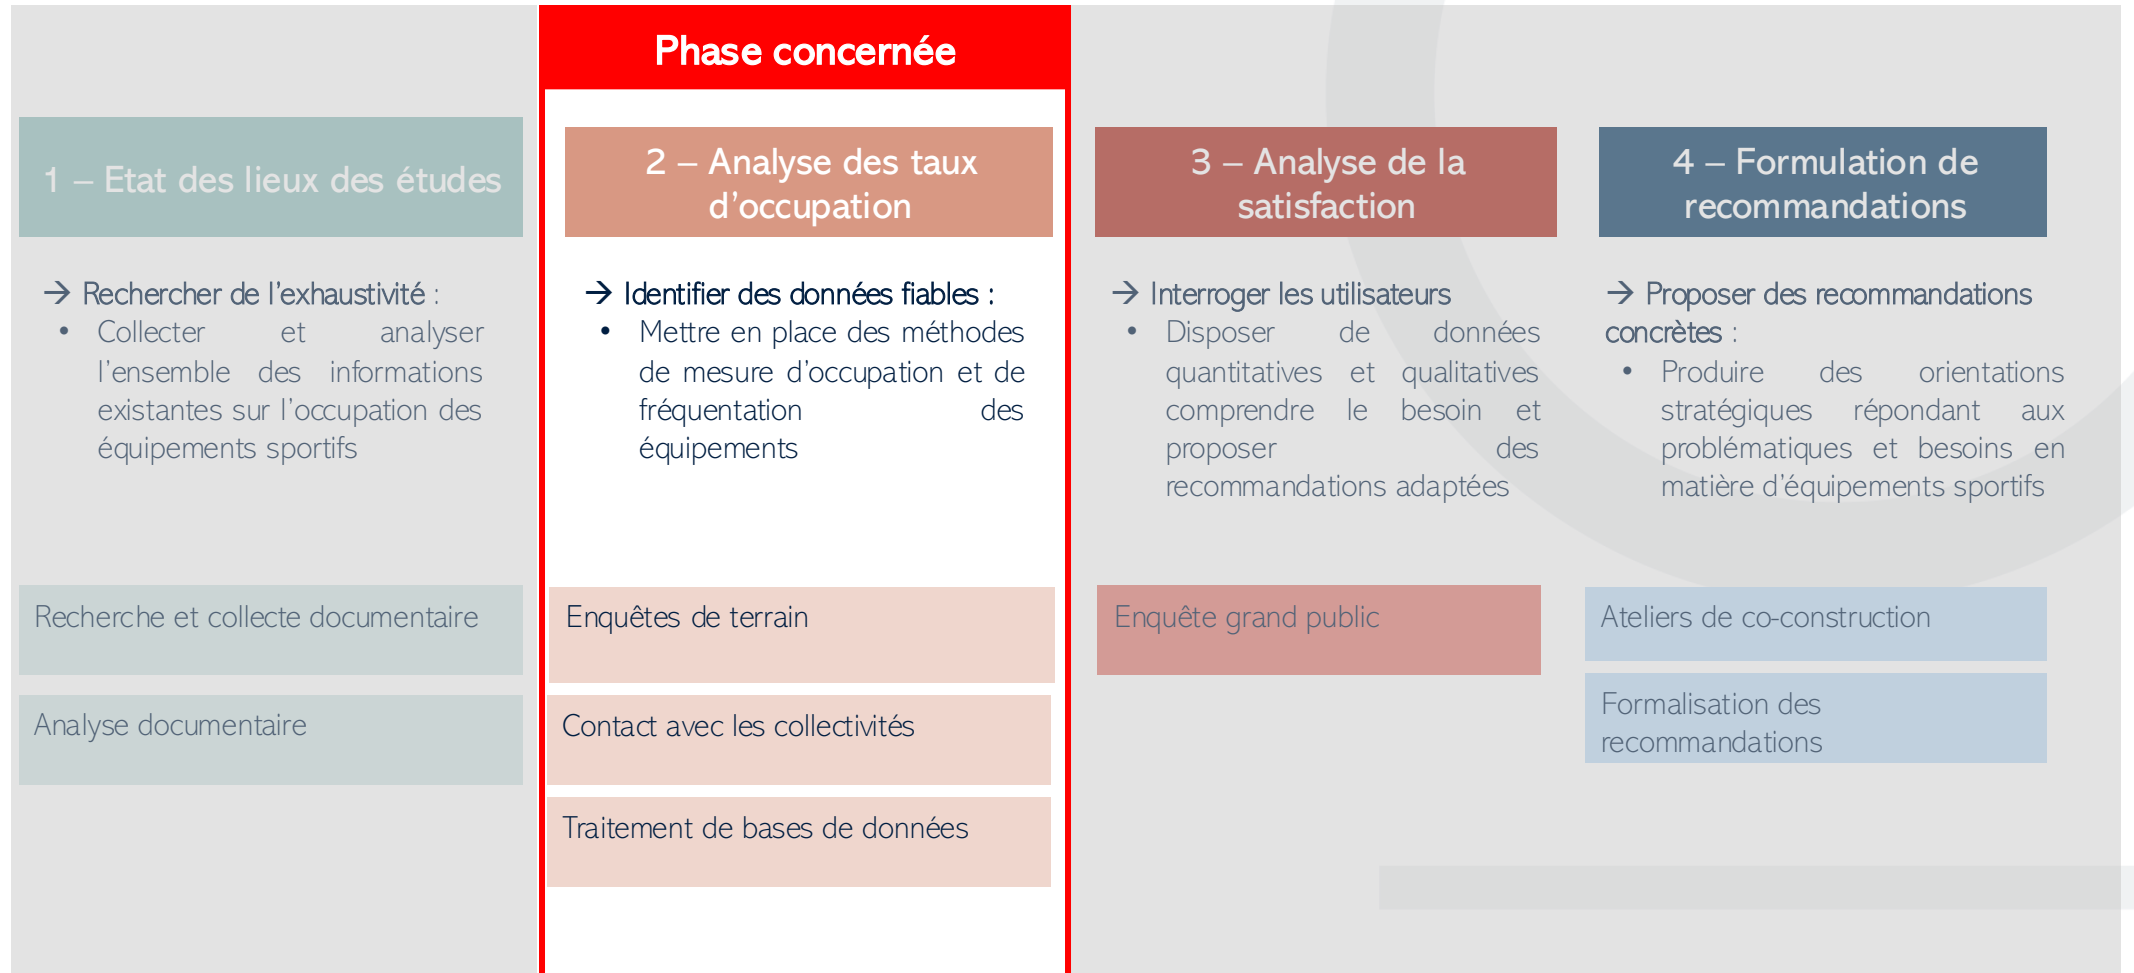 Phase concernée
1 – Etat des lieux des études
→ Rechercher de l'exhaustivité :
• Collecter et analyser
l'ensemble des informations
existantes sur l'occupation des
équipements sportifs
Recherche et collecte documentaire
Analyse documentaire
2 – Analyse des taux
d'occupation
→ Identifier des données fiables :
• Mettre en place des méthodes
de mesure d'occupation et de
fréquentation des
équipements
Enquêtes de terrain
Contact avec les collectivités
Traitement de bases de données
3 – Analyse de la
satisfaction
→ Interroger les utilisateurs
• Disposer de données
quantitatives et qualitatives
comprendre le besoin et
proposer des
recommandations adaptées
Enquête grand public
4 – Formulation de
recommandations
→ Proposer des recommandations
concrètes :
• Produire des orientations
stratégiques répondant aux
problématiques et besoins en
matière d'équipements sportifs
Ateliers de co-construction
Formalisation des
recommandations